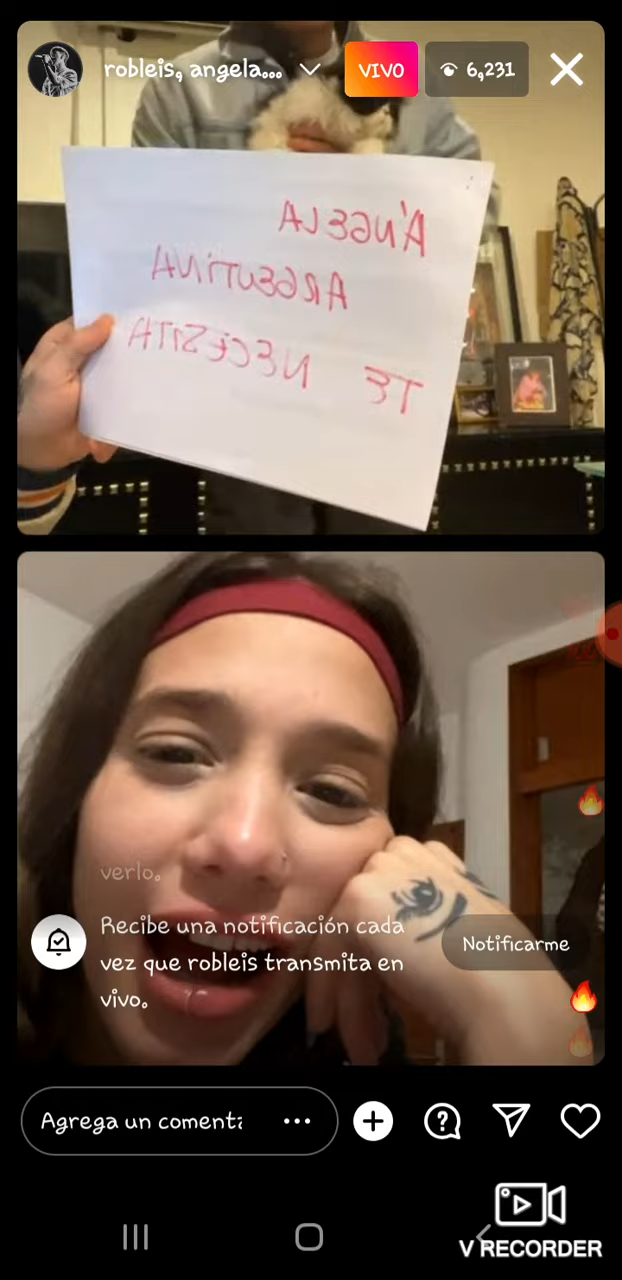 robleis, angela...
VIVO
6,231
ÁNGELA
ARGENTINA
TE NECESITA
verlo.
Recibe una notificación cada
vez que robleis transmita en
vivo.
Notificarme
Agrega un coment
V RECORDER